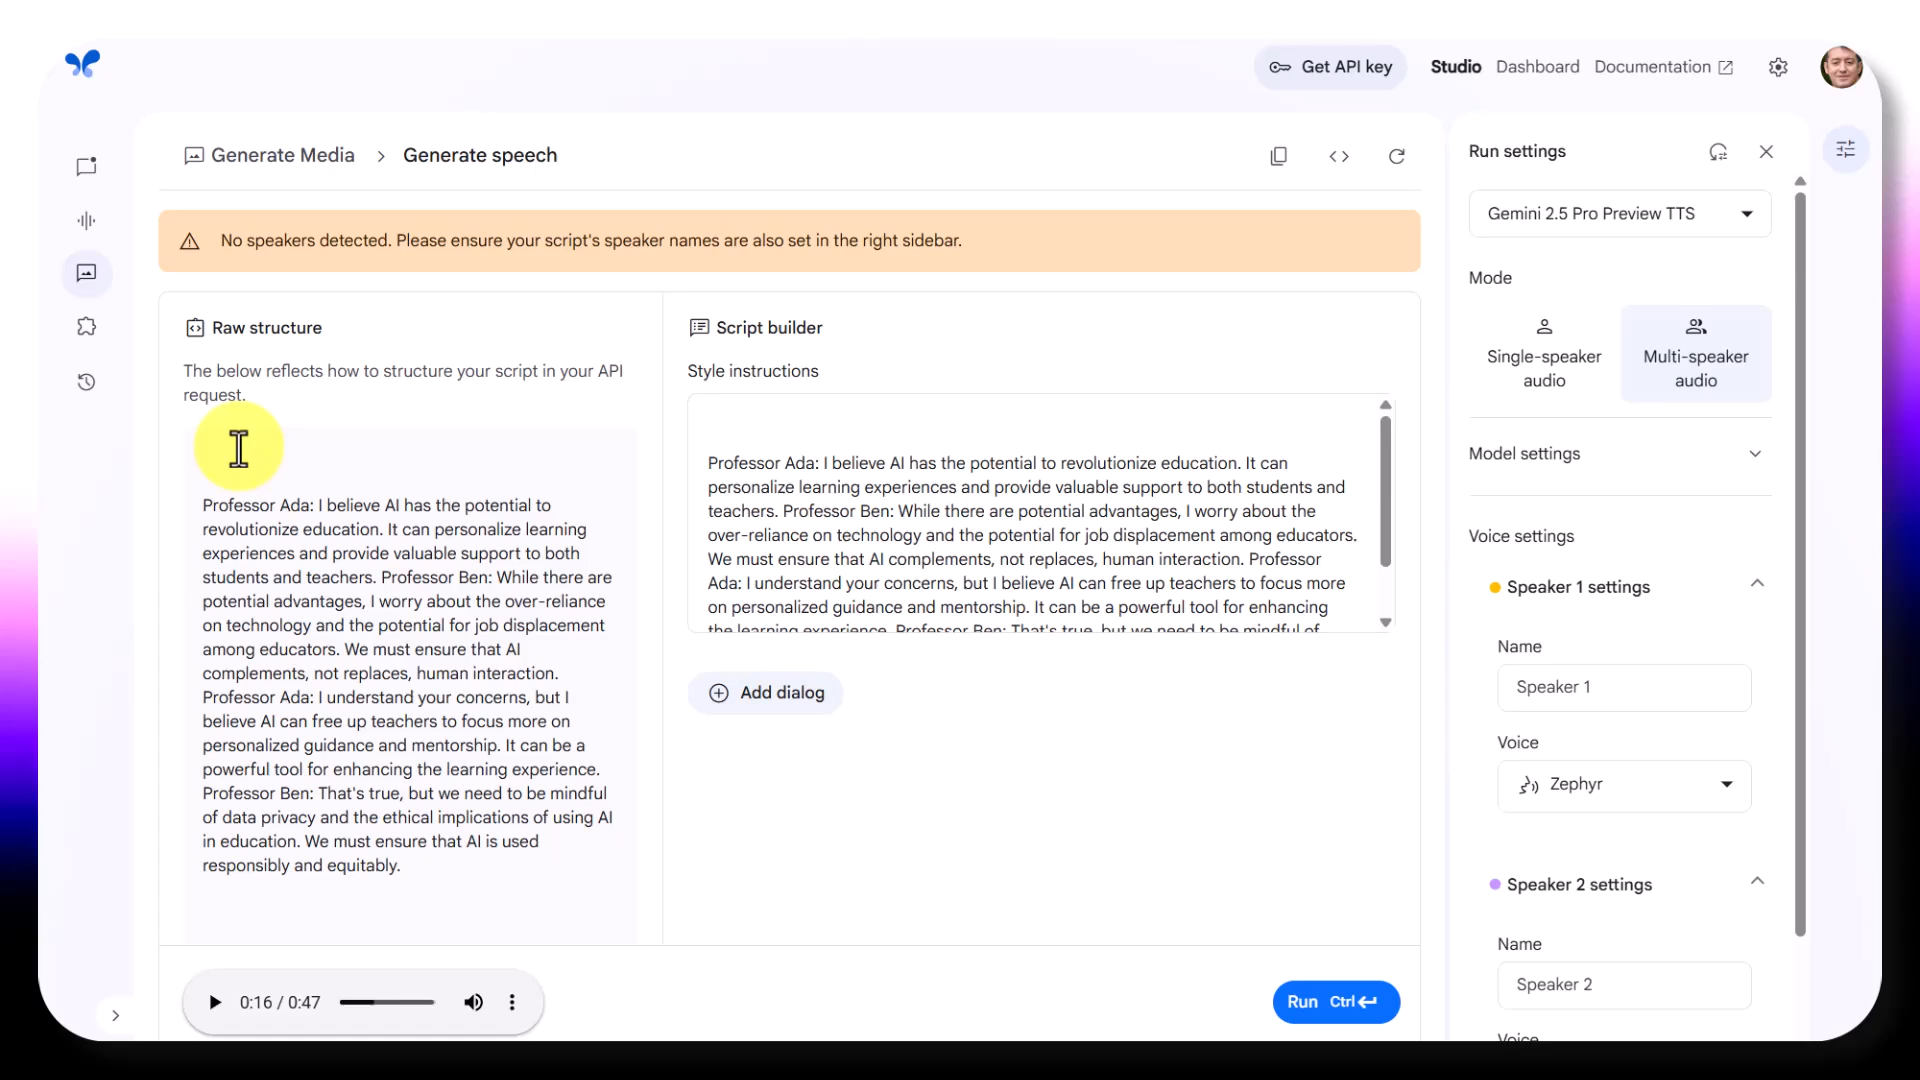 Get API key
Studio
Dashboard
Documentation
Generate Media
Generate speech
No speakers detected. Please ensure your script's speaker names are also set in the right sidebar.
Raw structure
The below reflects how to structure your script in your API
request.
Professor Ada: I believe AI has the potential to
revolutionize education. It can personalize learning
experiences and provide valuable support to both
students and teachers. Professor Ben: While there are
potential advantages, I worry about the over-reliance
on technology and the potential for job displacement
among educators. We must ensure that AI
complements, not replaces, human interaction.
Professor Ada: I understand your concerns, but I
believe AI can free up teachers to focus more on
personalized guidance and mentorship. It can be a
powerful tool for enhancing the learning experience.
Professor Ben: That's true, but we need to be mindful
of data privacy and the ethical implications of using AI
in education. We must ensure that AI is used
responsibly and equitably.
Script builder
Style instructions
Professor Ada: I believe AI has the potential to revolutionize education. It can
personalize learning experiences and provide valuable support to both students and
teachers. Professor Ben: While there are potential advantages, I worry about the
over-reliance on technology and the potential for job displacement among educators.
We must ensure that AI complements, not replaces, human interaction. Professor
Ada: I understand your concerns, but I believe AI can free up teachers to focus more
on personalized guidance and mentorship. It can be a powerful tool for enhancing
the learning experience. Professor Ben: That's true, but we need to be mindful of
Add dialog
0:16 / 0:47
Run Ctrl
Run settings
Gemini 2.5 Pro Preview TTS
Mode
Single-speaker
audio
Multi-speaker
audio
Model settings
Voice settings
Speaker 1 settings
Name
Speaker 1
Voice
Zephyr
Speaker 2 settings
Name
Speaker 2
Voice